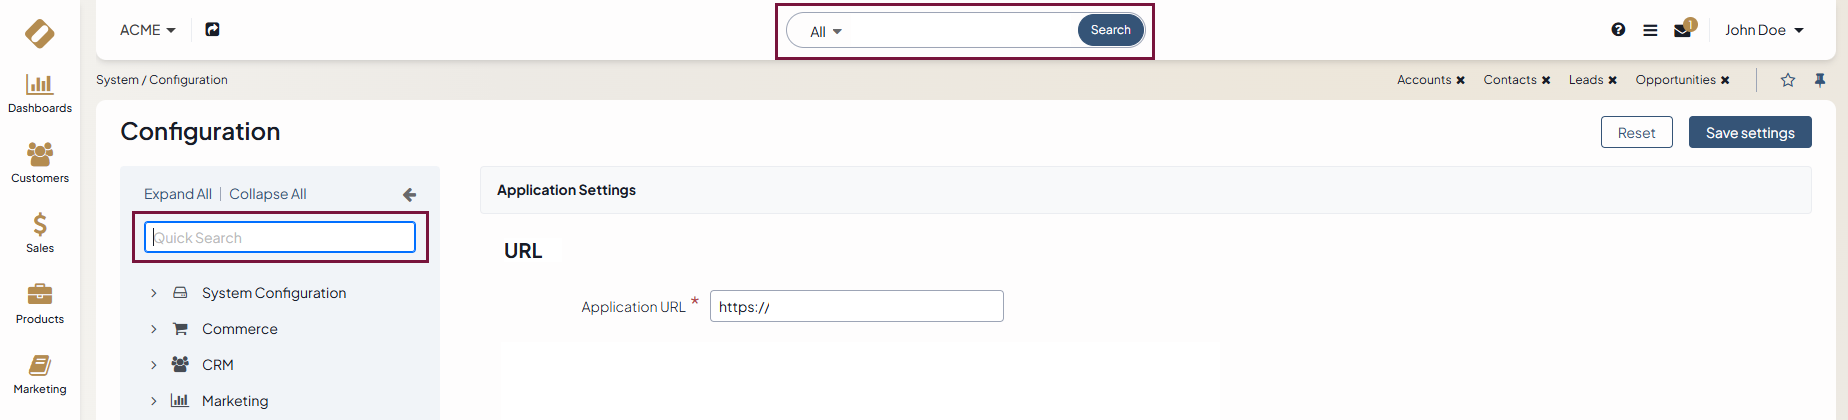 ACME
All
Search
1
John Doe
Dashboards
Customers
Sales
Products
Marketing
System / Configuration
Accounts
Contacts
Leads
Opportunities
Configuration
Reset
Save settings
Expand All | Collapse All
Quick Search
System Configuration
Commerce
CRM
Marketing
Application Settings
URL
Application URL * https://